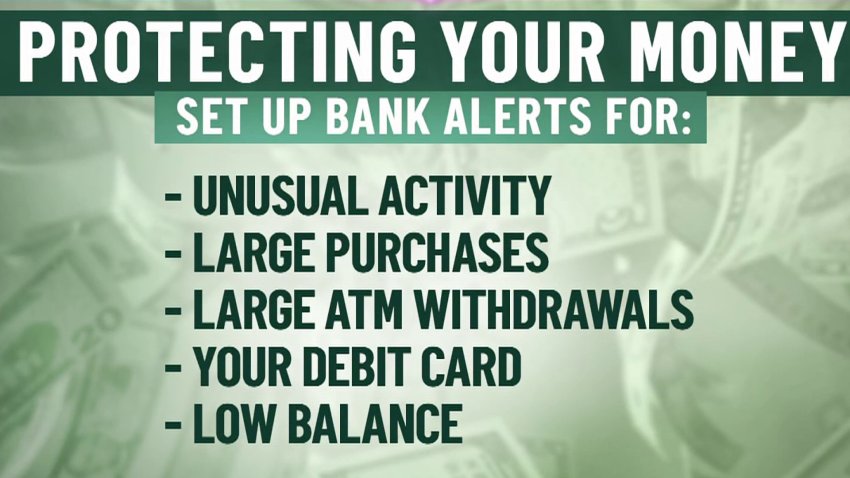 PROTECTING YOUR MONEY
SET UP BANK ALERTS FOR:
- UNUSUAL ACTIVITY
- LARGE PURCHASES
- LARGE ATM WITHDRAWALS
- YOUR DEBIT CARD
- LOW BALANCE
20